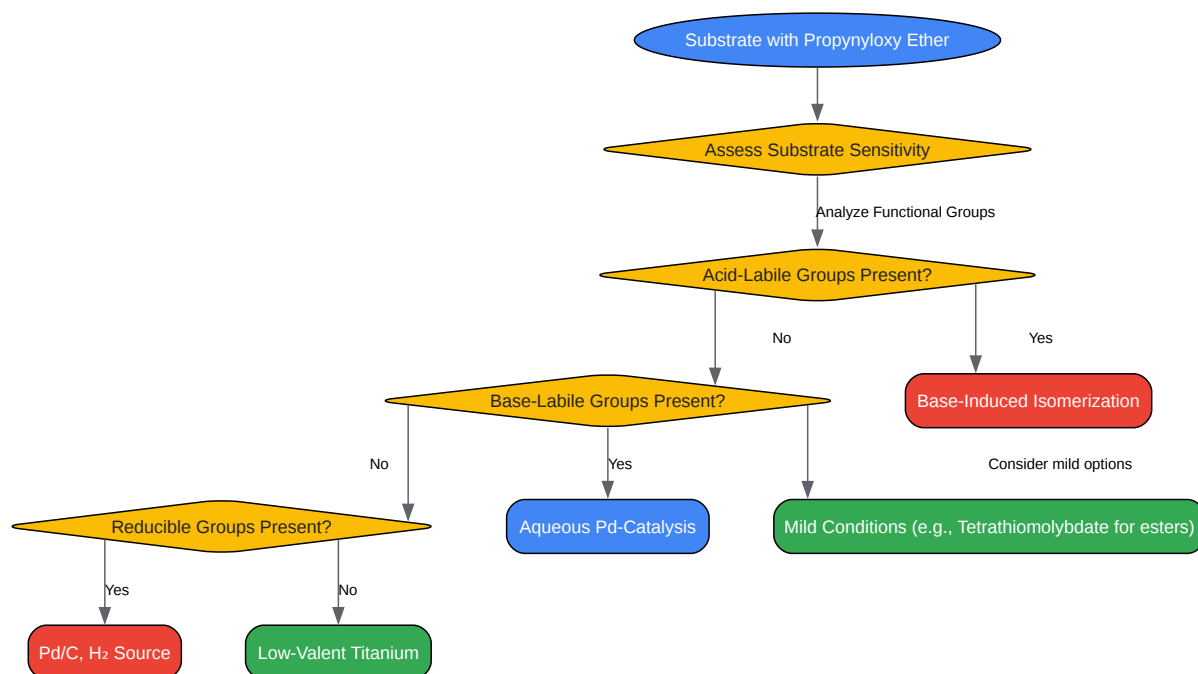 Substrate with Propynyloxy Ether
Assess Substrate Sensitivity
Analyze Functional Groups
Acid-Labile Groups Present?
No
Yes
Base-Induced Isomerization
Base-Labile Groups Present?
No
Yes
Consider mild options
Reducible Groups Present?
Aqueous Pd-Catalysis
Mild Conditions (e.g., Tetrathiomolybdate for esters)
Yes
No
Pd/C, H₂ Source
Low-Valent Titanium